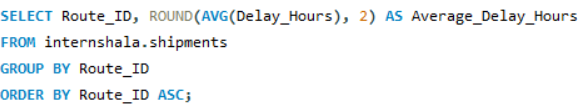 SELECT Route_ID, ROUND(AVG(Delay_Hours), 2) AS Average_Delay_Hours
FROM internshala.shipments
GROUP BY Route_ID
ORDER BY Route_ID ASC;